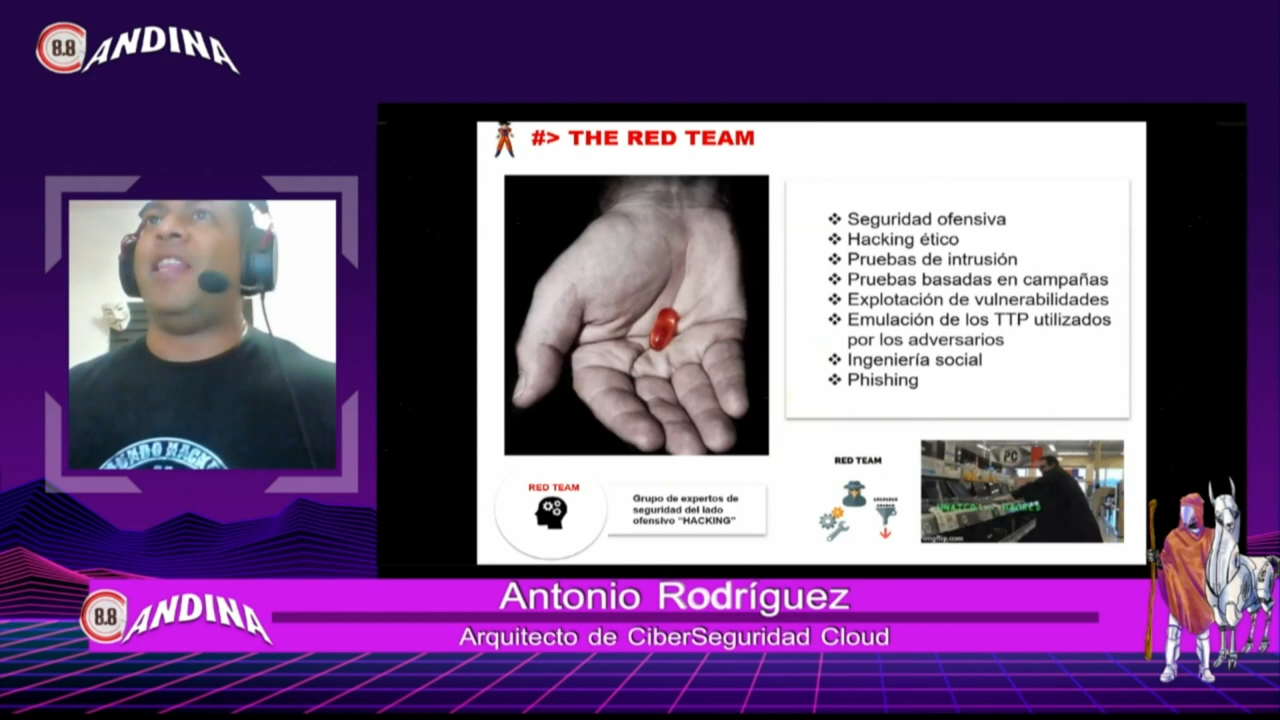 8.8 ANDINA
#> THE RED TEAM
❖ Seguridad ofensiva
❖ Hacking ético
❖ Pruebas de intrusión
❖ Pruebas basadas en campañas
❖ Explotación de vulnerabilidades
❖ Emulación de los TTP utilizados
por los adversarios
❖ Ingeniería social
❖ Phishing
RED TEAM
Grupo de expertos de
seguridad del lado
ofensivo “HACKING”
RED TEAM
PC
imgflip.com
8.8 ANDINA
Antonio Rodríguez
Arquitecto de CiberSeguridad Cloud